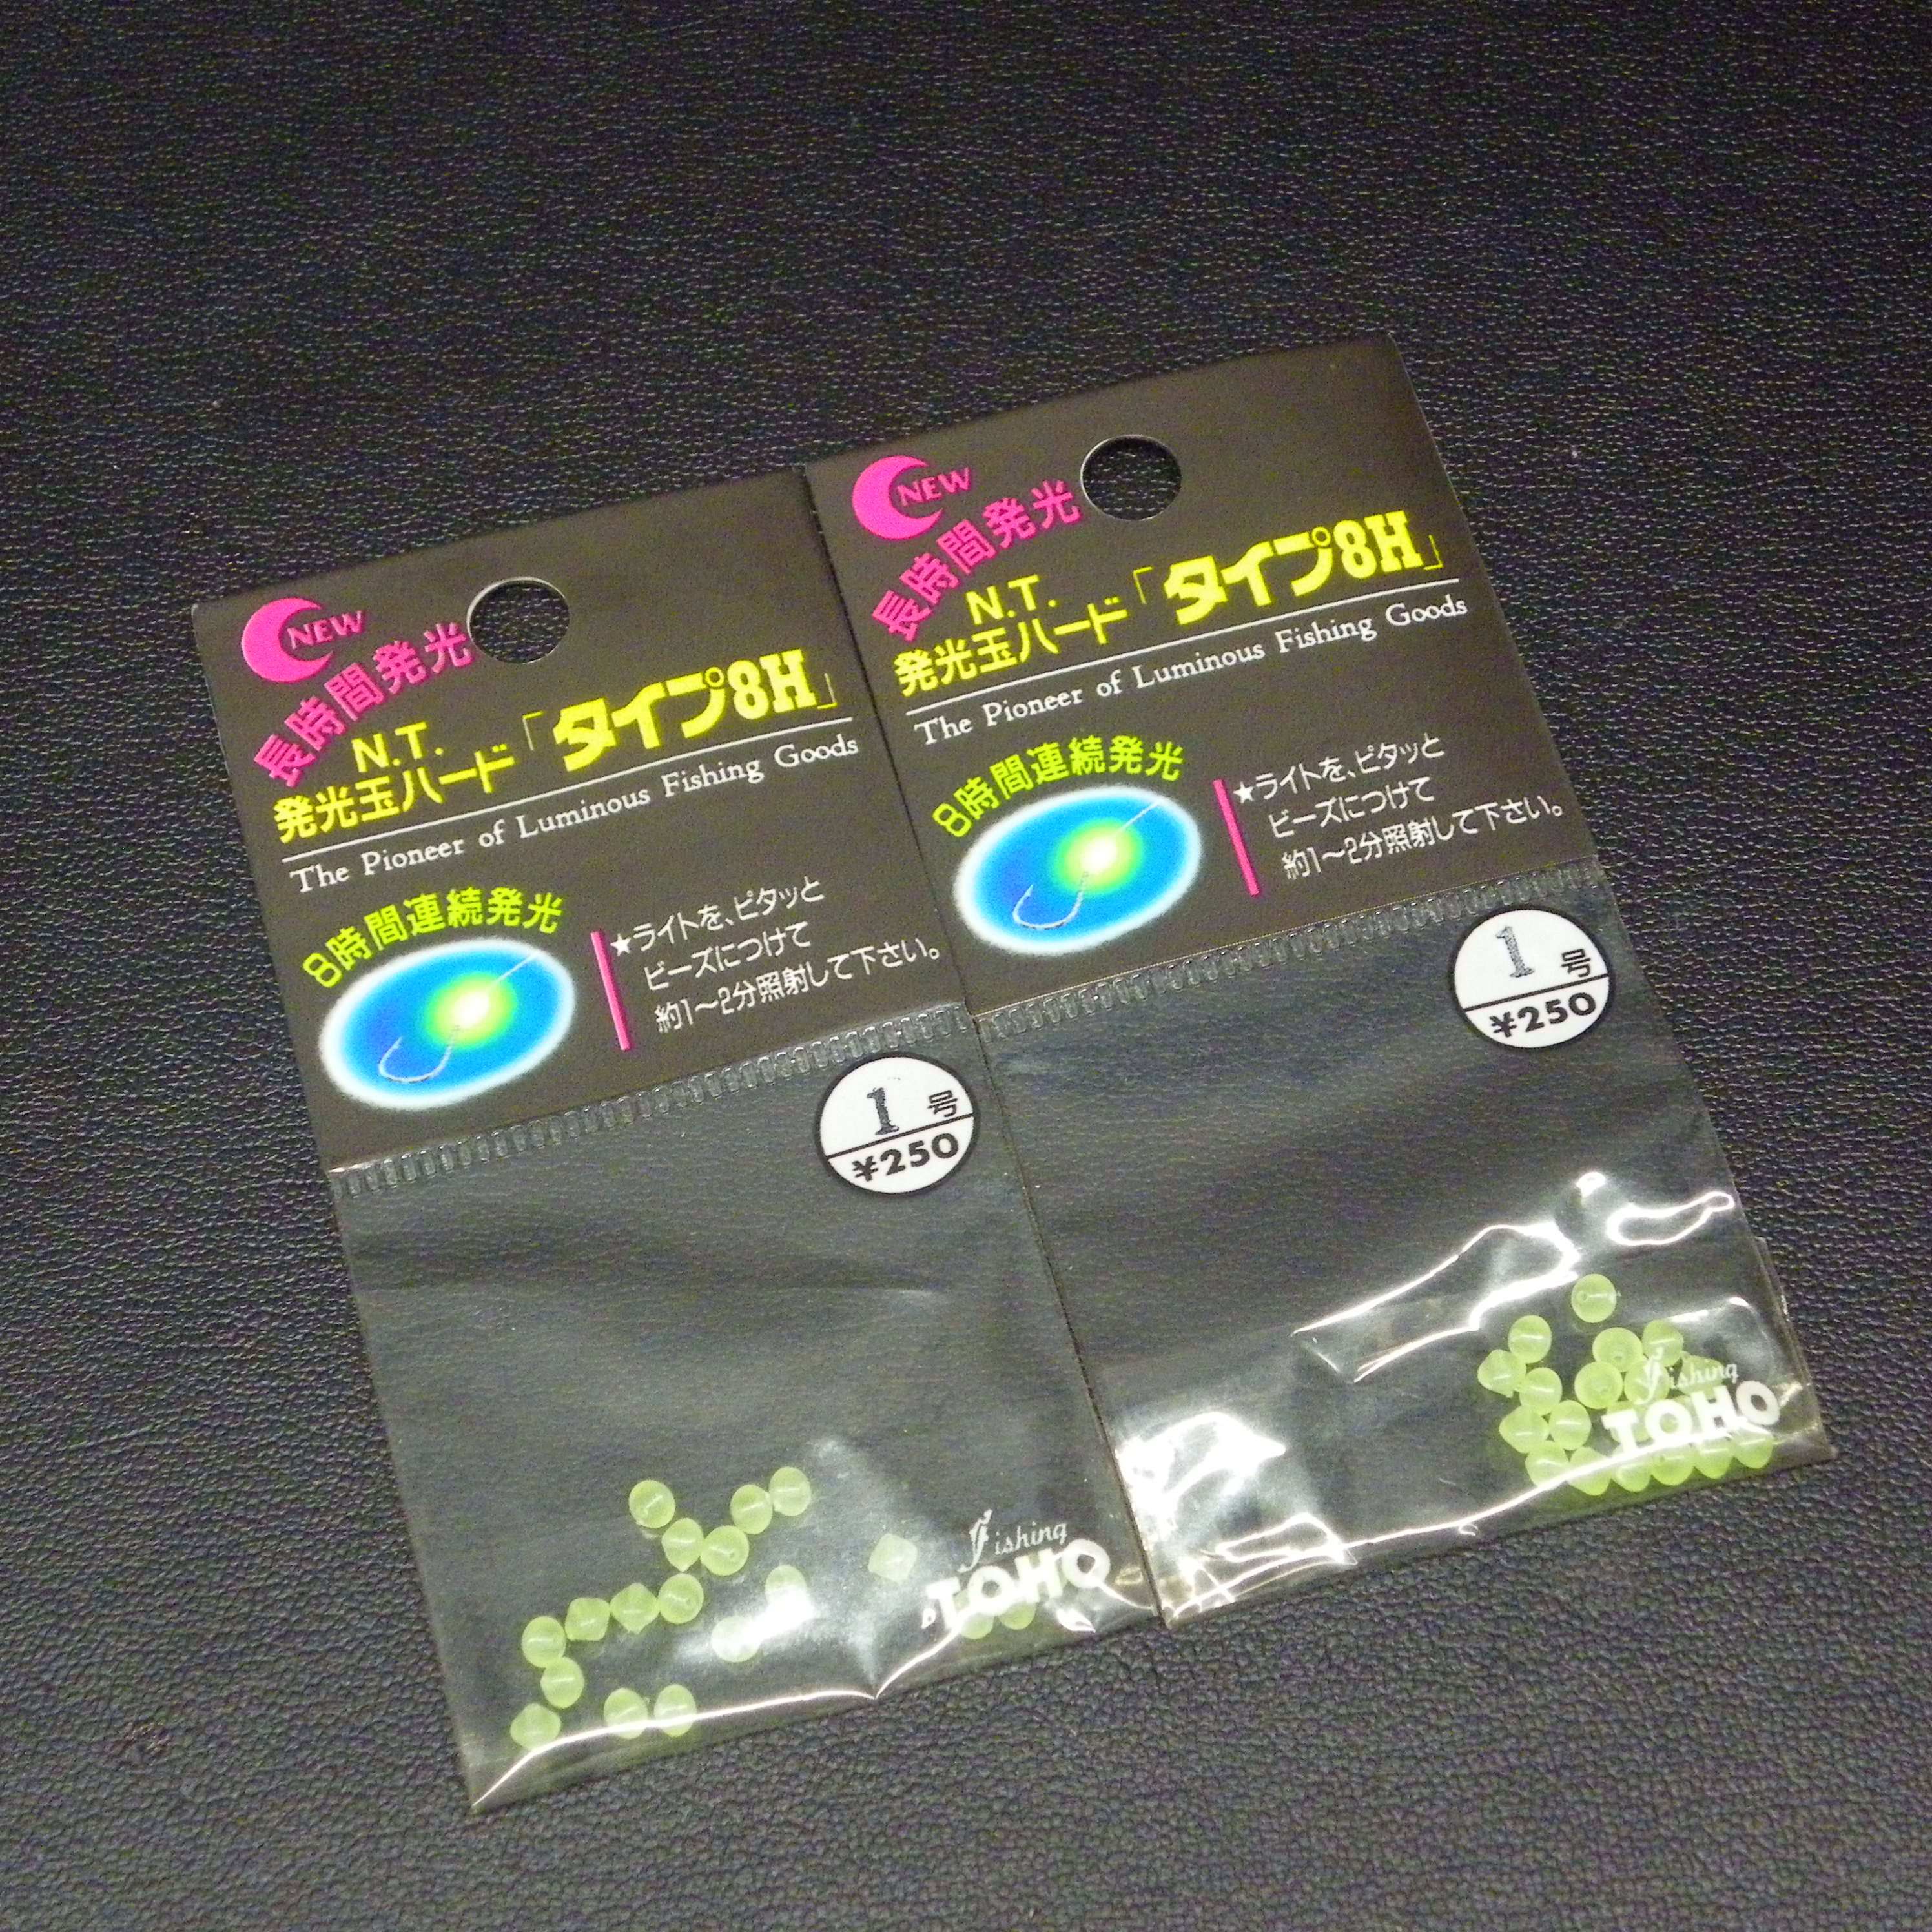 NEW
長時間発光
N.T.
発光玉ハード「タイプ8H」
The Pioneer of Luminous Fishing Goods
8時間連続発光
★ライトを、ピタッと
ビーズにつけて
約1〜2分照射して下さい。
1号
¥250
Fishing
TOHO
NEW
長時間発光
N.T.
発光玉ハード「タイプ8H」
The Pioneer of Luminous Fishing Goods
8時間連続発光
★ライトを、ピタッと
ビーズにつけて
約1〜2分照射して下さい。
1号
¥250
Fishing
TOHO